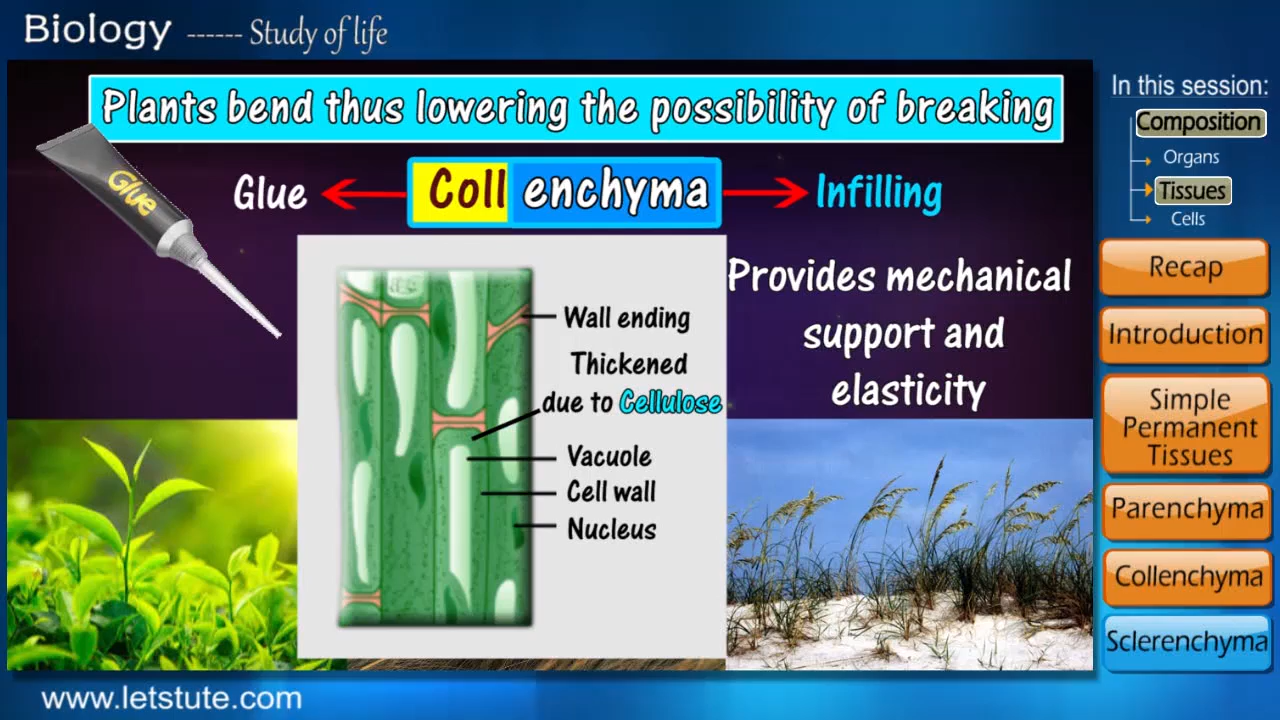 Biology ------ Study of life
Plants bend thus lowering the possibility of breaking
Glue
Glue
Coll enchyma
Infilling
Wall ending
Thickened
due to Cellulose
Vacuole
Cell wall
Nucleus
Provides mechanical
support and
elasticity
In this session:
Composition
Organs
Tissues
Cells
Recap
Introduction
Simple
Permanent
Tissues
Parenchyma
Collenchyma
Sclerenchyma
www.letstute.com